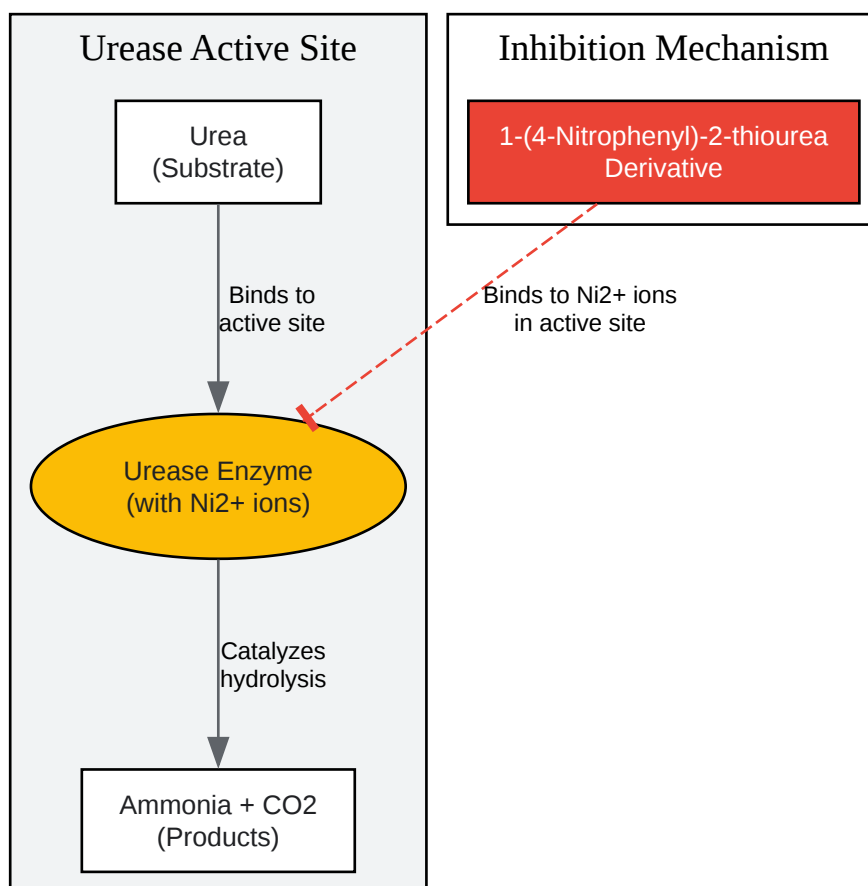 Urease Active Site
Urea
(Substrate)
Binds to
active site
Urease Enzyme
(with Ni2+ ions)
Catalyzes
hydrolysis
Ammonia + CO2
(Products)
Inhibition Mechanism
1-(4-Nitrophenyl)-2-thiourea
Derivative
Binds to Ni2+ ions
in active site